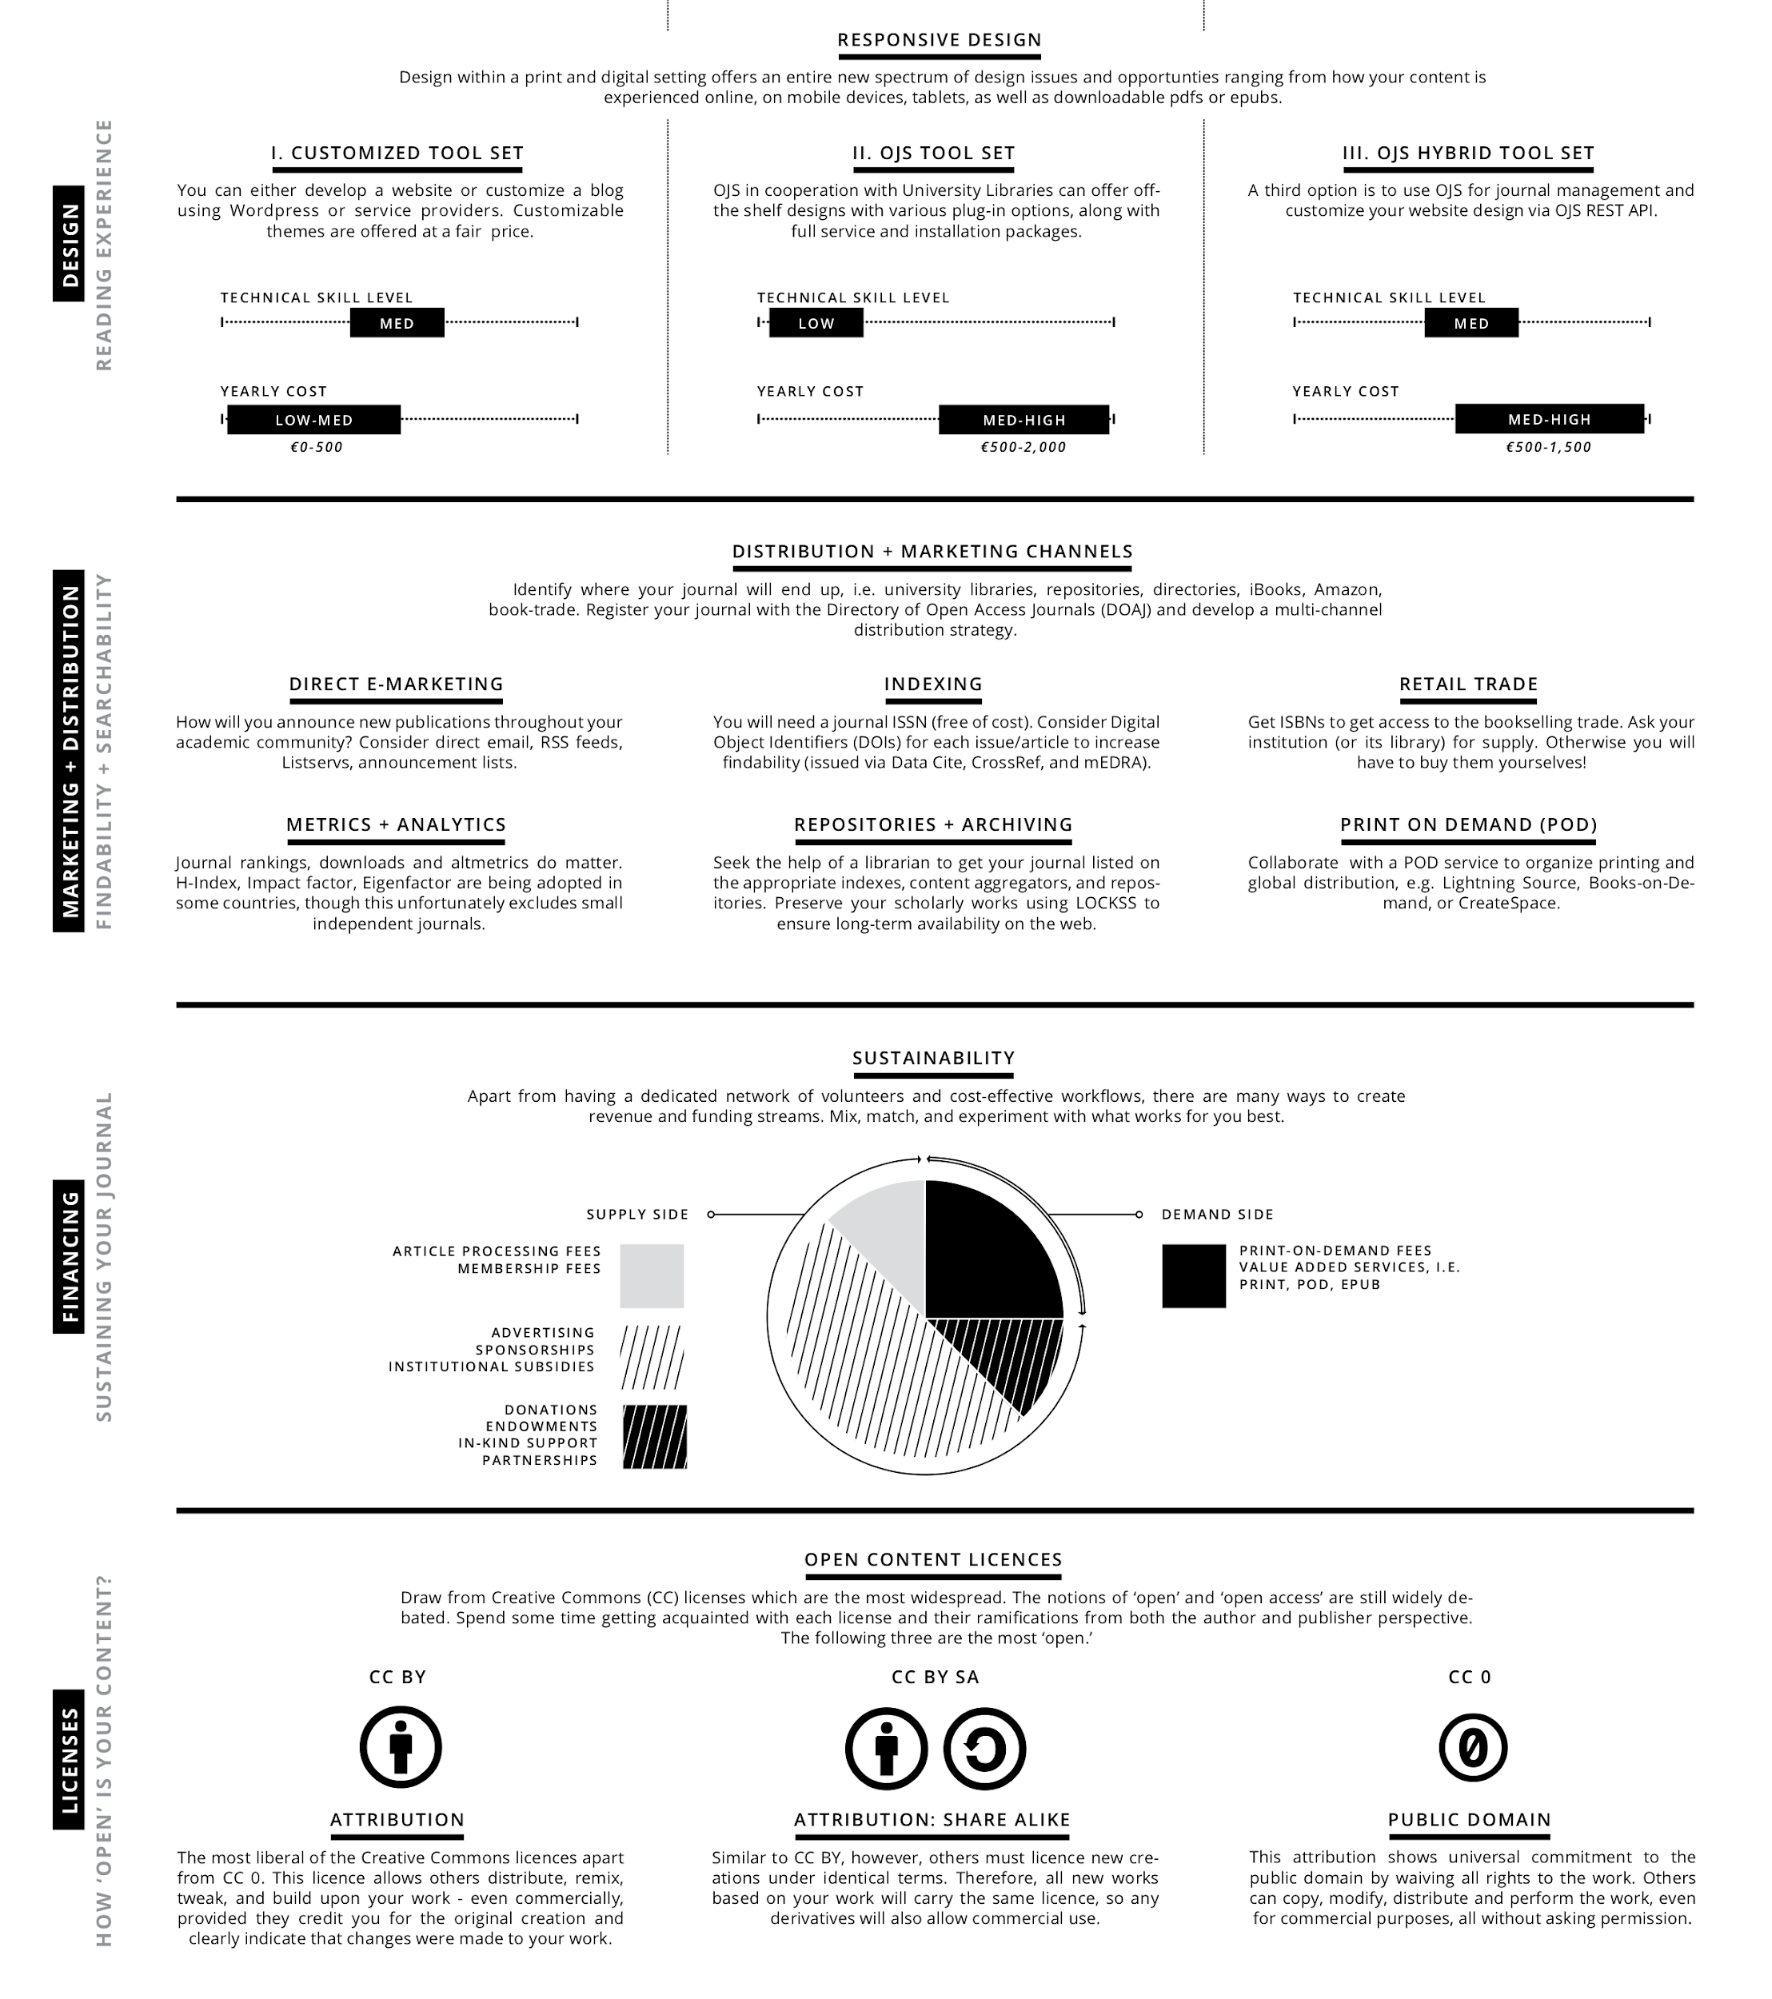 RESPONSIVE DESIGN
Design within a print and digital setting offers an entire new spectrum of design issues and opportunties ranging from how your content is
experienced online, on mobile devices, tablets, as well as downloadable pdfs or epubs.
DESIGN
READING EXPERIENCE
I. CUSTOMIZED TOOL SET
You can either develop a website or customize a blog
using Wordpress or service providers. Customizable
themes are offered at a fair price.
TECHNICAL SKILL LEVEL
MED
YEARLY COST
LOW-MED
€0-500
II. OJS TOOL SET
OJS in cooperation with University Libraries can offer off-
the shelf designs with various plug-in options, along with
full service and installation packages.
TECHNICAL SKILL LEVEL
LOW
YEARLY COST
MED-HIGH
€500-2,000
III. OJS HYBRID TOOL SET
A third option is to use OJS for journal management and
customize your website design via OJS REST API.
TECHNICAL SKILL LEVEL
MED
YEARLY COST
MED-HIGH
€500-1,500
MARKETING + DISTRIBUTION
FINDABILITY + SEARCHABILITY
DISTRIBUTION + MARKETING CHANNELS
Identify where your journal will end up, i.e. university libraries, repositories, directories, iBooks, Amazon,
book-trade. Register your journal with the Directory of Open Access Journals (DOAJ) and develop a multi-channel
distribution strategy.
DIRECT E-MARKETING
How will you announce new publications throughout your
academic community? Consider direct email, RSS feeds,
Listservs, announcement lists.
INDEXING
You will need a journal ISSN (free of cost). Consider Digital
Object Identifiers (DOIs) for each issue/article to increase
findability (issued via Data Cite, CrossRef, and mEDRA).
RETAIL TRADE
Get ISBNs to get access to the bookselling trade. Ask your
institution (or its library) for supply. Otherwise you will
have to buy them yourselves!
METRICS + ANALYTICS
Journal rankings, downloads and altmetrics do matter.
H-Index, Impact factor, Eigenfactor are being adopted in
some countries, though this unfortunately excludes small
independent journals.
REPOSITORIES + ARCHIVING
Seek the help of a librarian to get your journal listed on
the appropriate indexes, content aggregators, and repos-
itories. Preserve your scholarly works using LOCKSS to
ensure long-term availability on the web.
PRINT ON DEMAND (POD)
Collaborate with a POD service to organize printing and
global distribution, e.g. Lightning Source, Books-on-De-
mand, or CreateSpace.
FINANCING
SUSTAINING YOUR JOURNAL
SUSTAINABILITY
Apart from having a dedicated network of volunteers and cost-effective workflows, there are many ways to create
revenue and funding streams. Mix, match, and experiment with what works for you best.
SUPPLY SIDE
ARTICLE PROCESSING FEES
MEMBERSHIP FEES
ADVERTISING
SPONSORSHIPS
INSTITUTIONAL SUBSIDIES
DONATIONS
ENDOWMENTS
IN-KIND SUPPORT
PARTNERSHIPS
DEMAND SIDE
PRINT-ON-DEMAND FEES
VALUE ADDED SERVICES, I.E.
PRINT, POD, EPUB
LICENSES
HOW ‘OPEN’ IS YOUR CONTENT?
OPEN CONTENT LICENCES
Draw from Creative Commons (CC) licenses which are the most widespread. The notions of ‘open’ and ‘open access’ are still widely de-
bated. Spend some time getting acquainted with each license and their ramifications from both the author and publisher perspective.
The following three are the most ‘open.’
CC BY
ATTRIBUTION
The most liberal of the Creative Commons licences apart
from CC 0. This licence allows others distribute, remix,
tweak, and build upon your work - even commercially,
provided they credit you for the original creation and
clearly indicate that changes were made to your work.
CC BY SA
ATTRIBUTION: SHARE ALIKE
Similar to CC BY, however, others must licence new cre-
ations under identical terms. Therefore, all new works
based on your work will carry the same licence, so any
derivatives will also allow commercial use.
CC 0
0
PUBLIC DOMAIN
This attribution shows universal commitment to the
public domain by waiving all rights to the work. Others
can copy, modify, distribute and perform the work, even
for commercial purposes, all without asking permission.